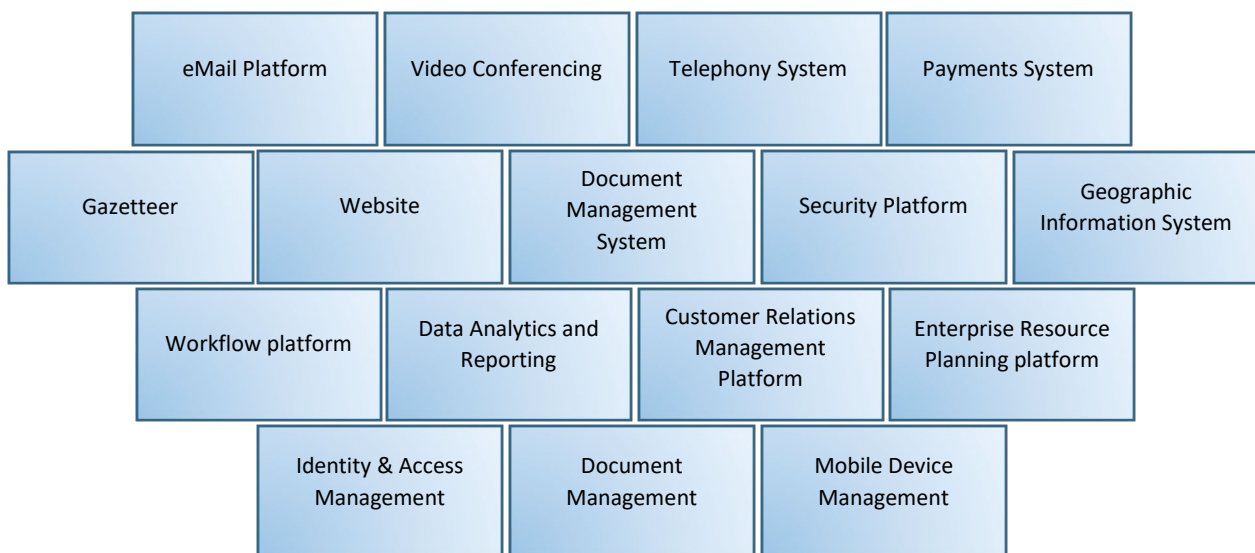 eMail Platform
Video Conferencing
Telephony System
Payments System
Gazetteer
Website
Document
Management
System
Security Platform
Geographic
Information System
Workflow platform
Data Analytics and
Reporting
Customer Relations
Management
Platform
Enterprise Resource
Planning platform
Identity & Access
Management
Document
Management
Mobile Device
Management